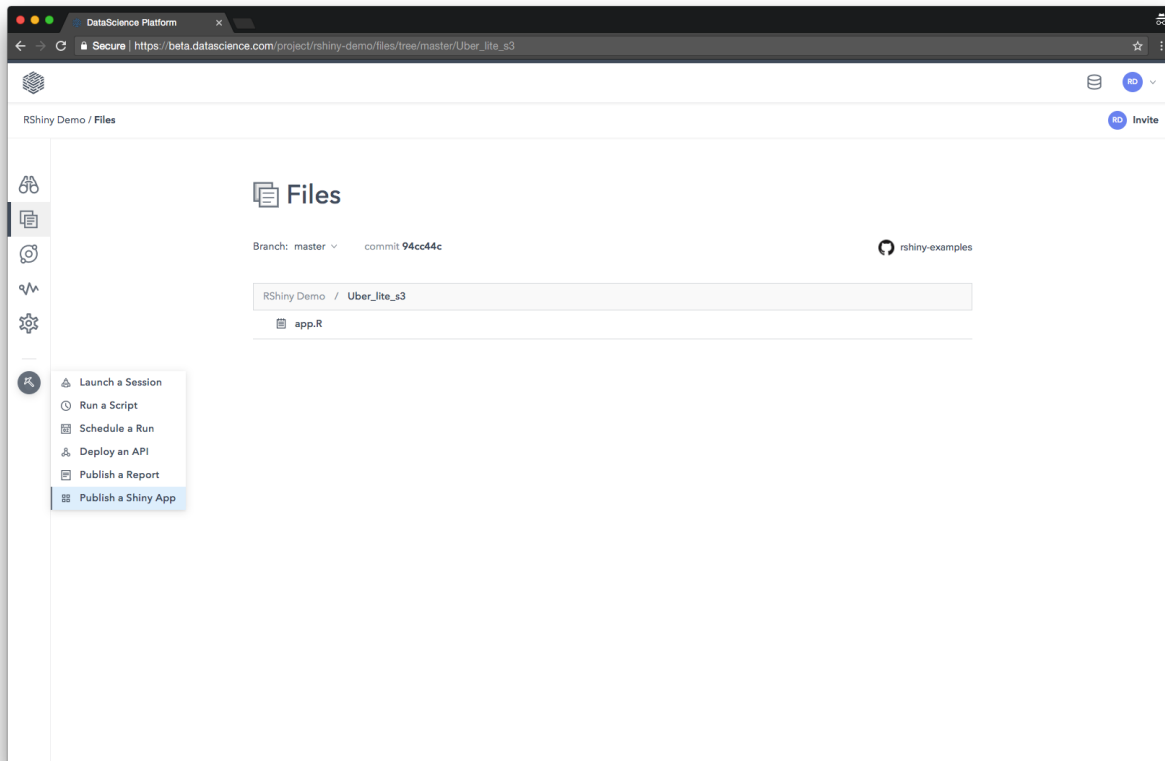 DataScience Platform
Secure | https://beta.datascience.com/project/rshiny-demo/files/tree/master/Uber_lite_s3
RD
RShiny Demo / Files
RD Invite
Files
Branch: master commit 94cc44c
rshiny-examples
RShiny Demo / Uber_lite_s3
app.R
Launch a Session
Run a Script
Schedule a Run
Deploy an API
Publish a Report
Publish a Shiny App